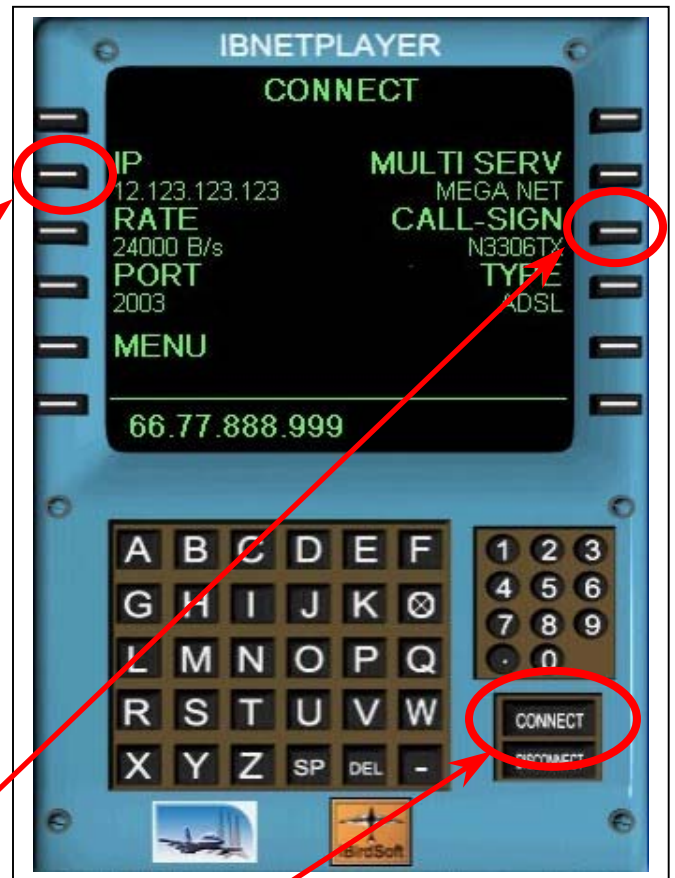 IBNETPLAYER
CONNECT
IP MULTI SERV
12.123.123.123 MEGA NET
RATE CALL-SIGN
24000 B/s N3306TX
PORT TYPE
2003 ADSL
MENU
66.77.888.999
A B C D E F 1 2 3
G H I J K 4 5 6
7 8 9
L M N O P Q . 0
R S T U V W CONNECT
X Y Z SP DEL - DISCONNECT
iBirdSoft